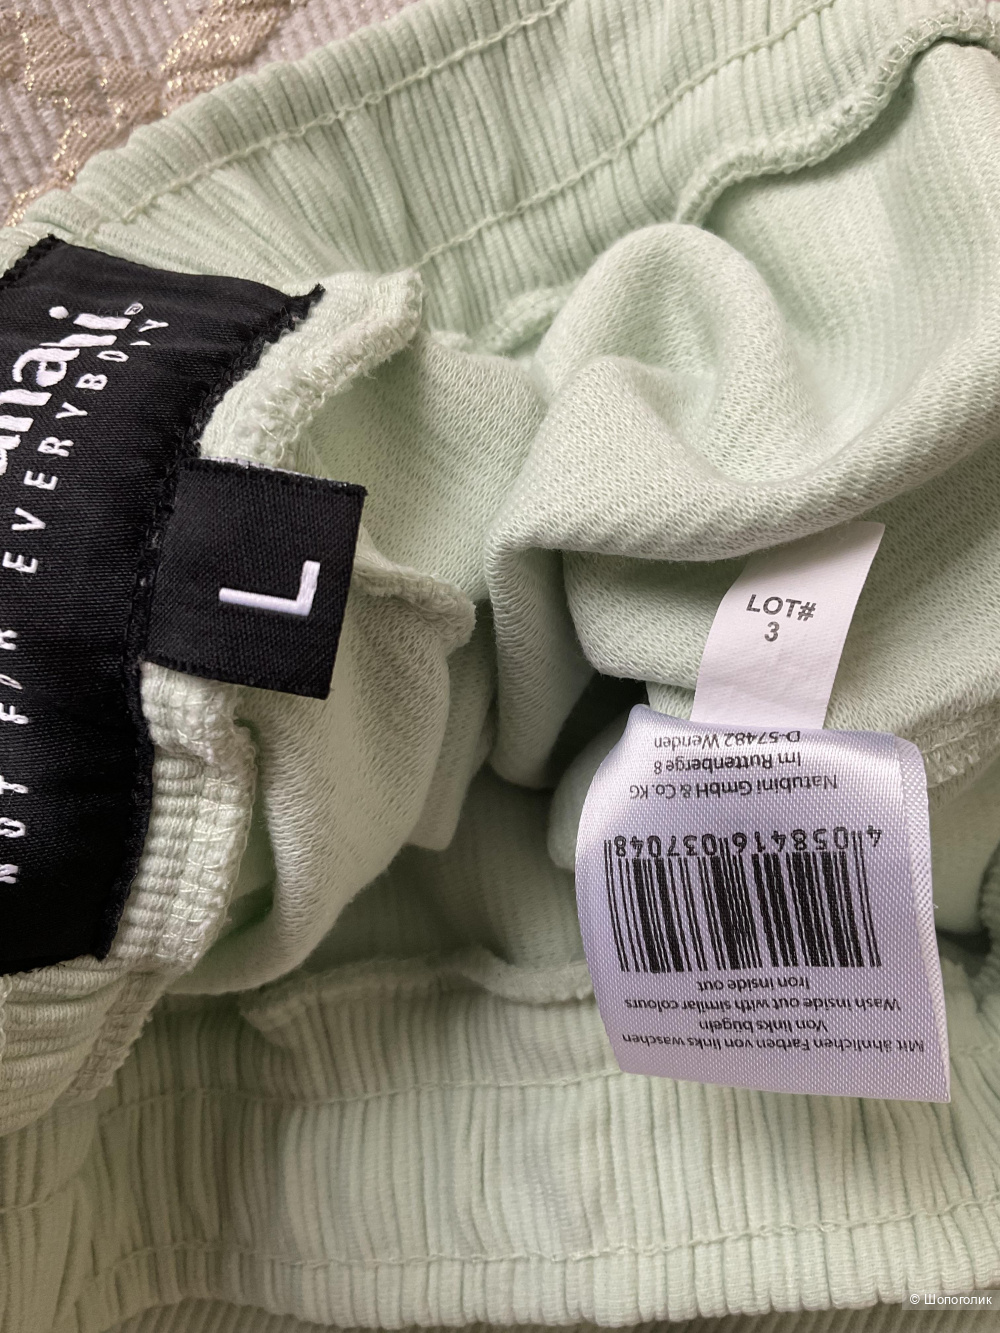 NOT FOR EVERYBODY
L
LOT#
3
Mit ähnlichen Farben von links waschen
Von links bügeln
Wash inside out with similar colours
Iron inside out
4058416037048
Natubini GmbH & Co.KG
Im Ruttenberge 8
D-57482 Wenden
© Шопоголик